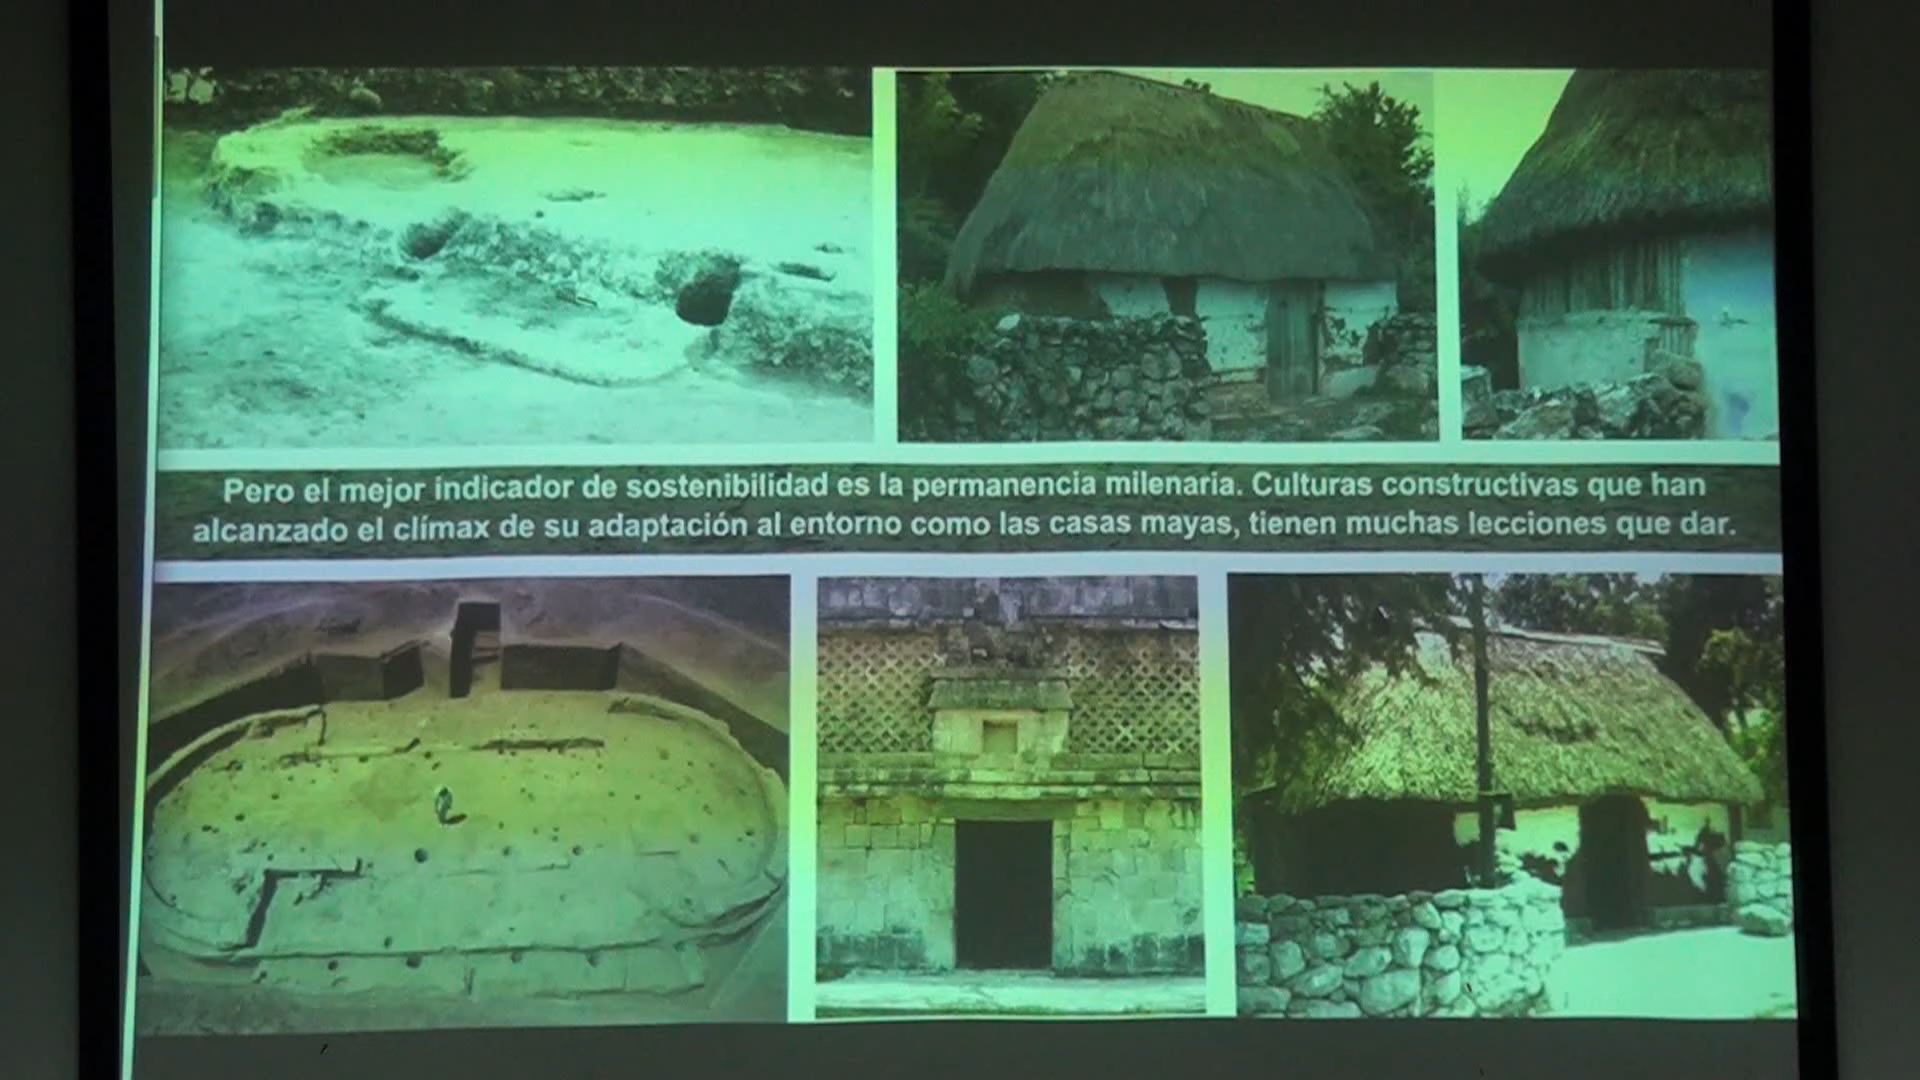 Pero el mejor índicador de sostenibilidad es la permanencia milenaria. Culturas constructivas que han
alcanzado el clímax de su adaptación al entorno como las casas mayas, tienen muchas lecciones que dar.